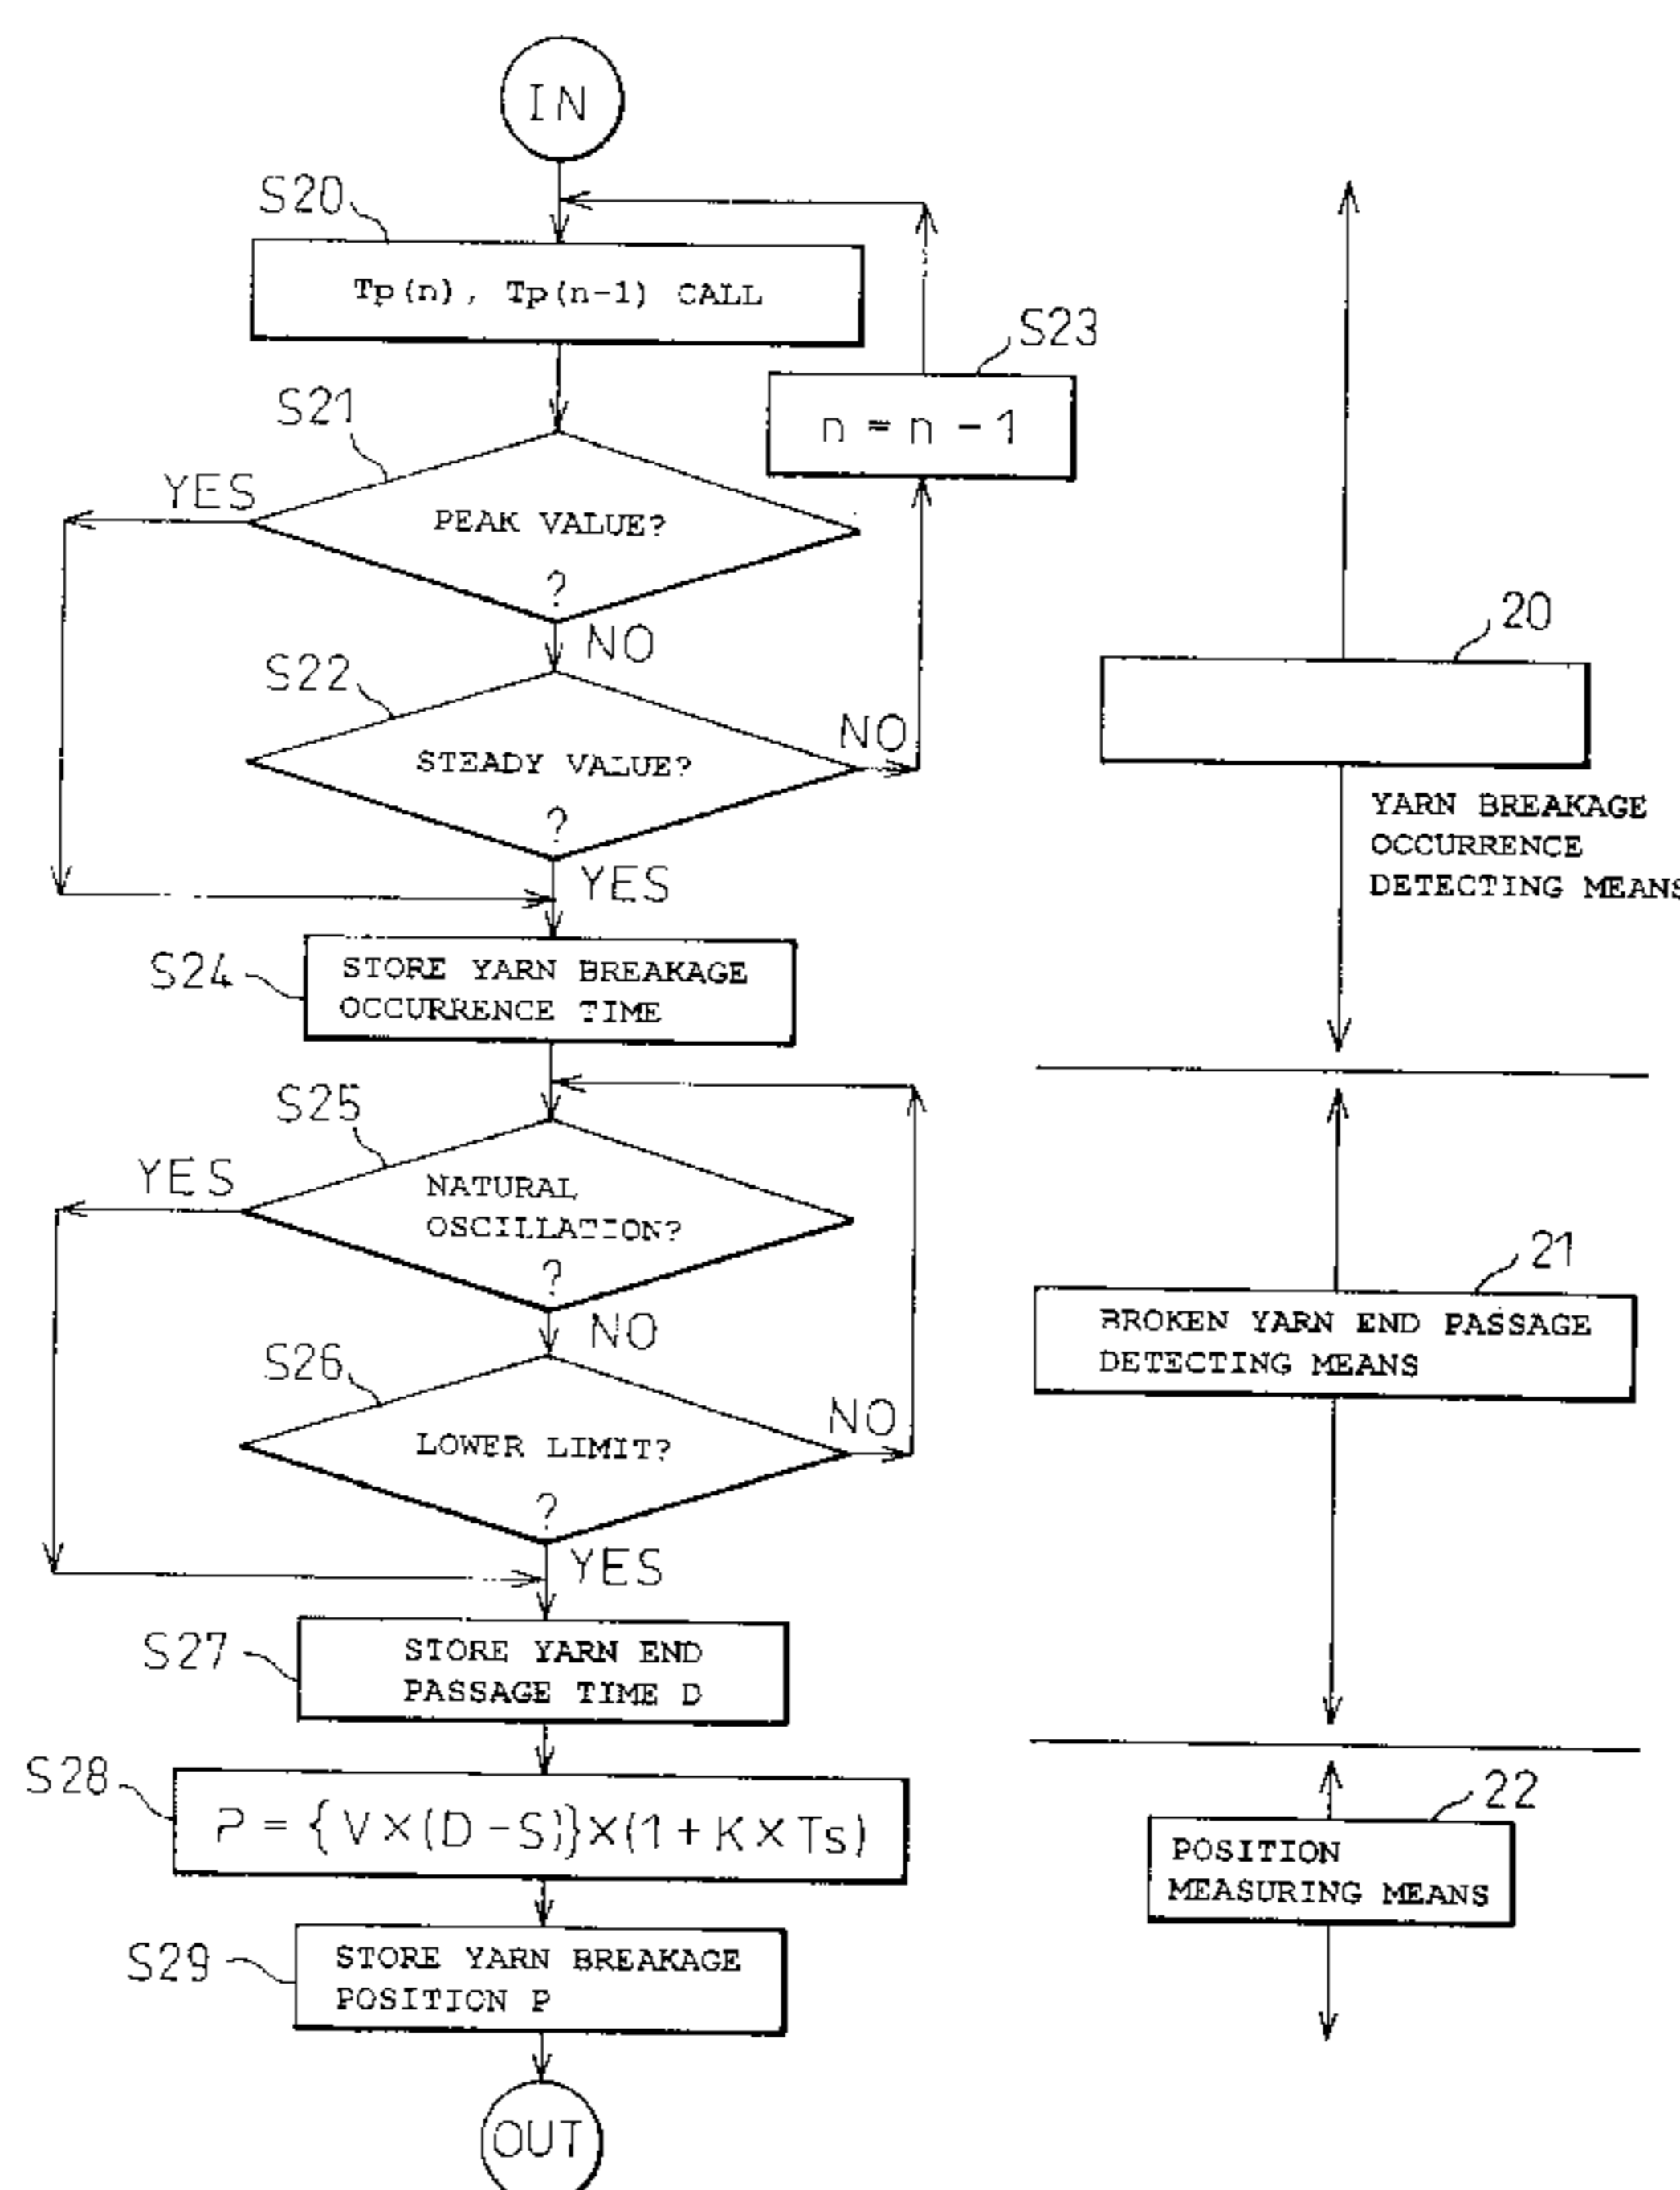 IN
S20
Tp(n), Tp(n-1) CALL
S23
n = n - 1
S21
YES
PEAK VALUE?
?
NO
S22
STEADY VALUE?
NO
?
YES
S24
STORE YARN BREAKAGE
OCCURRENCE TIME
S25
YES
NATURAL
OSCILLATION?
?
NO
S26
LOWER LIMIT?
NO
?
YES
S27
STORE YARN END
PASSAGE TIME D
S28
P = {V×(D-S)}×(1+K×Ts)
S29
STORE YARN BREAKAGE
POSITION P
OUT
20
YARN BREAKAGE
OCCURRENCE
DETECTING MEANS
21
BROKEN YARN END PASSAGE
DETECTING MEANS
22
POSITION
MEASURING MEANS